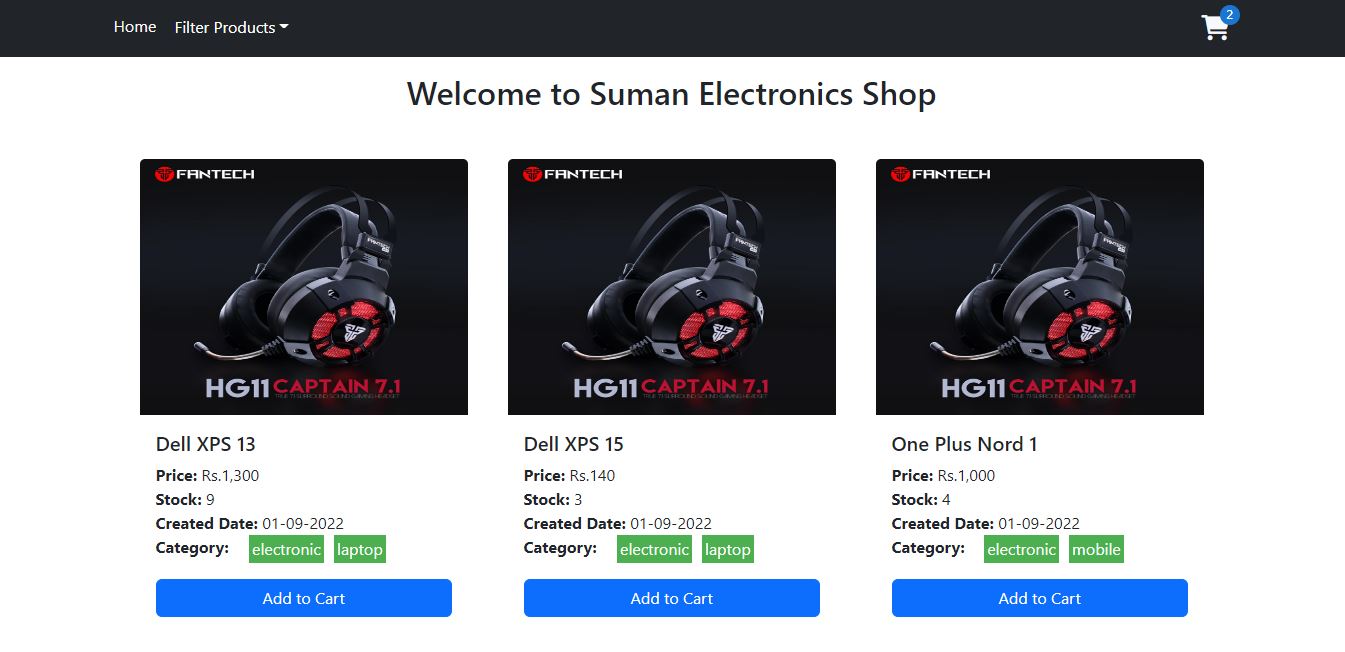 Home Filter Products 2
Welcome to Suman Electronics Shop
FANTECH FANTECH FANTECH
FANTECH FANTECH FANTECH
HG11 CAPTAIN 7.1 HG11 CAPTAIN 7.1 HG11 CAPTAIN 7.1
TRUE 7.1 SURROUND SOUND GAMING HEADSET TRUE 7.1 SURROUND SOUND GAMING HEADSET TRUE 7.1 SURROUND SOUND GAMING HEADSET
Dell XPS 13 Dell XPS 15 One Plus Nord 1
Price: Rs.1,300 Price: Rs.140 Price: Rs.1,000
Stock: 9 Stock: 3 Stock: 4
Created Date: 01-09-2022 Created Date: 01-09-2022 Created Date: 01-09-2022
Category: electronic laptop Category: electronic laptop Category: electronic mobile
Add to Cart Add to Cart Add to Cart